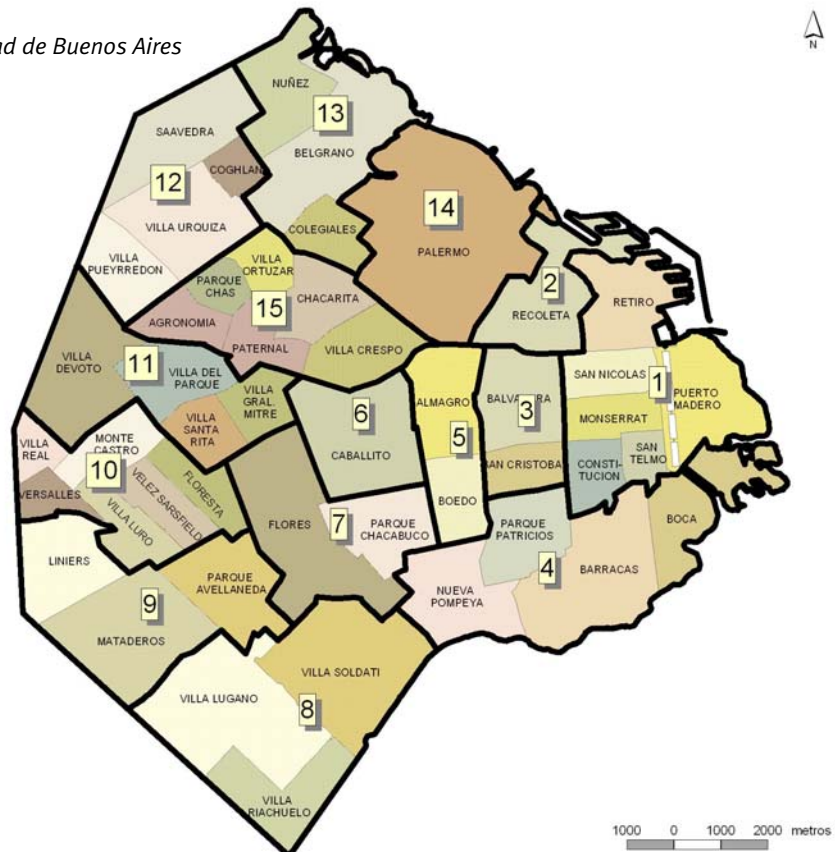 ad de Buenos Aires
N
NUÑEZ
13
SAAVEDRA
BELGRANO
COGHLAN
12
VILLA URQUIZA
14
COLEGIALES
PALERMO
VILLA
PUEYRREDON
VILLA
ORTUZAR
PARQUE
CHAS
CHACARITA
2
RETIRO
15
AGRONOMIA
RECOLETA
PATERNAL
VILLA CRESPO
VILLA
DEVOTO
11
VILLA DEL
PARQUE
SAN NICOLAS
1
PUERTO
MADERO
VILLA
GRAL.
MITRE
6
ALMAGRO
BALVANERA
3
MONSERRAT
VILLA
SANTA
RITA
5
CABALLITO
VILLA
REAL
MONTE
CASTRO
SAN CRISTOBAL
CONSTI-
TUCION
SAN
TELMO
10
VERSALLES
VELEZ SARSFIELD
FLORESTA
VILLA LURO
BOEDO
FLORES
7
PARQUE
CHACABUCO
PARQUE
PATRICIOS
BOCA
LINIERS
PARQUE
AVELLANEDA
4
BARRACAS
NUEVA
POMPEYA
9
MATADEROS
VILLA SOLDATI
VILLA LUGANO
8
VILLA
RIACHUELO
1000 0 1000 2000 metros